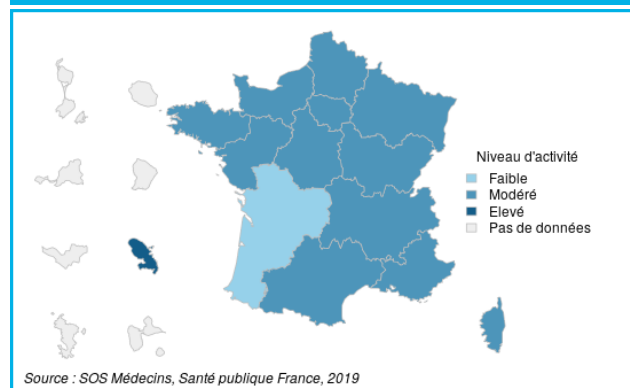 Niveau d'activité
Faible
Modéré
Elevé
Pas de données
Source : SOS Médecins, Santé publique France, 2019